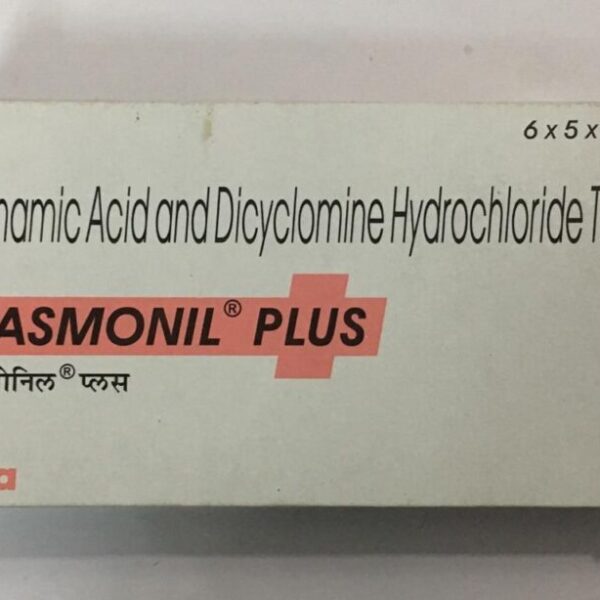 6 x 5 x
namic Acid and Dicyclomine Hydrochloride T
ASMONIL® PLUS
ोनिल® प्लस
a